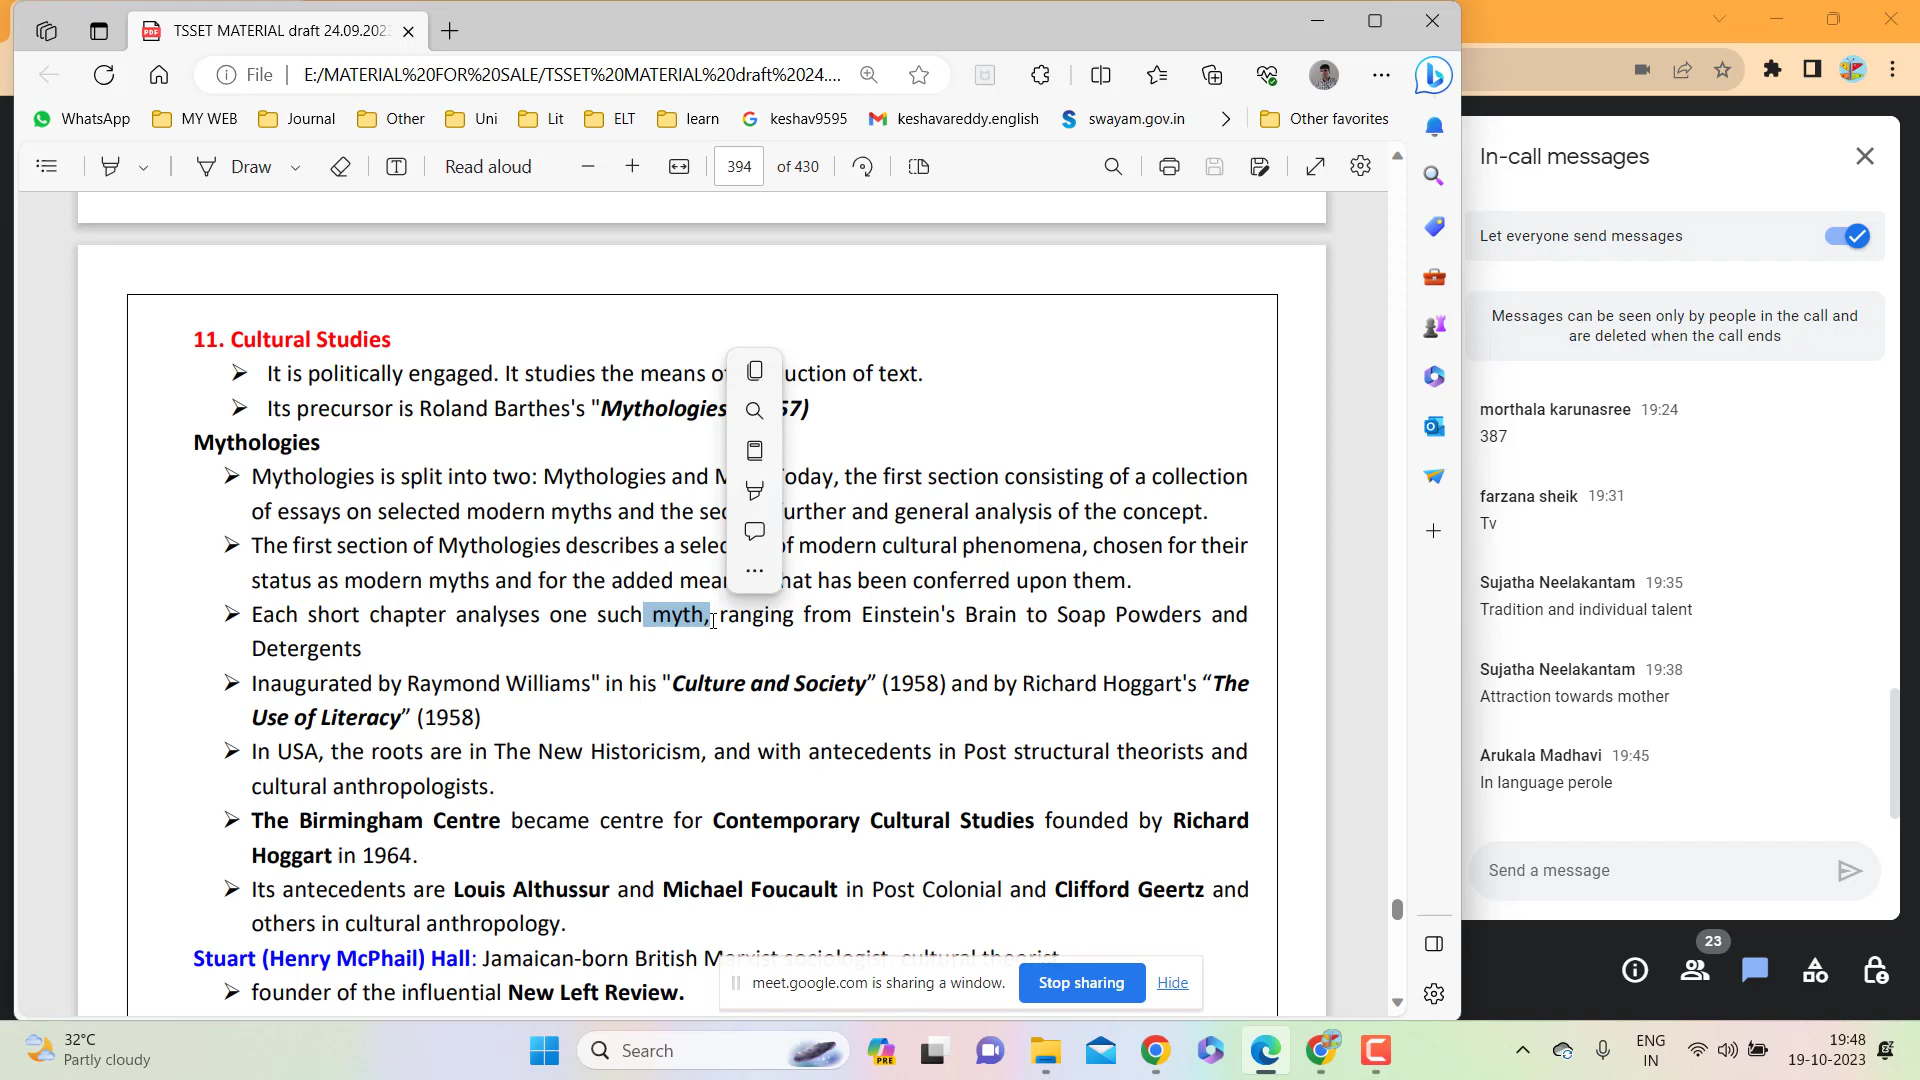 TSSET MATERIAL draft 24.09.202
File
E:/MATERIAL%20FOR%20SALE/TSSET%20MATERIAL%20draft%2024....
WhatsApp
MY WEB
Journal
Other
Uni
Lit
ELT
learn
keshav9595
keshavareddy.english
swayam.gov.in
Other favorites
Draw
Read aloud
394
of 430
11. Cultural Studies
It is politically engaged. It studies the means of uction of text.
Its precursor is Roland Barthes's "Mythologies 57)
Mythologies
Mythologies is split into two: Mythologies and M oday, the first section consisting of a collection
of essays on selected modern myths and the sec urther and general analysis of the concept.
The first section of Mythologies describes a selec f modern cultural phenomena, chosen for their
status as modern myths and for the added mean hat has been conferred upon them.
Each short chapter analyses one such myth, ranging from Einstein's Brain to Soap Powders and
Detergents
Inaugurated by Raymond Williams" in his "Culture and Society” (1958) and by Richard Hoggart's “The
Use of Literacy” (1958)
In USA, the roots are in The New Historicism, and with antecedents in Post structural theorists and
cultural anthropologists.
The Birmingham Centre became centre for Contemporary Cultural Studies founded by Richard
Hoggart in 1964.
Its antecedents are Louis Althussur and Michael Foucault in Post Colonial and Clifford Geertz and
others in cultural anthropology.
Stuart (Henry McPhail) Hall: Jamaican-born British Marxist sociologist, cultural theorist
founder of the influential New Left Review.
meet.google.com is sharing a window.
Stop sharing
Hide
In-call messages
Let everyone send messages
Messages can be seen only by people in the call and
are deleted when the call ends
morthala karunasree 19:24
387
farzana sheik 19:31
Tv
Sujatha Neelakantam 19:35
Tradition and individual talent
Sujatha Neelakantam 19:38
Attraction towards mother
Arukala Madhavi 19:45
In language perole
Send a message
23
32°C
Partly cloudy
Search
PRE
ENG
IN
19:48
19-10-2023